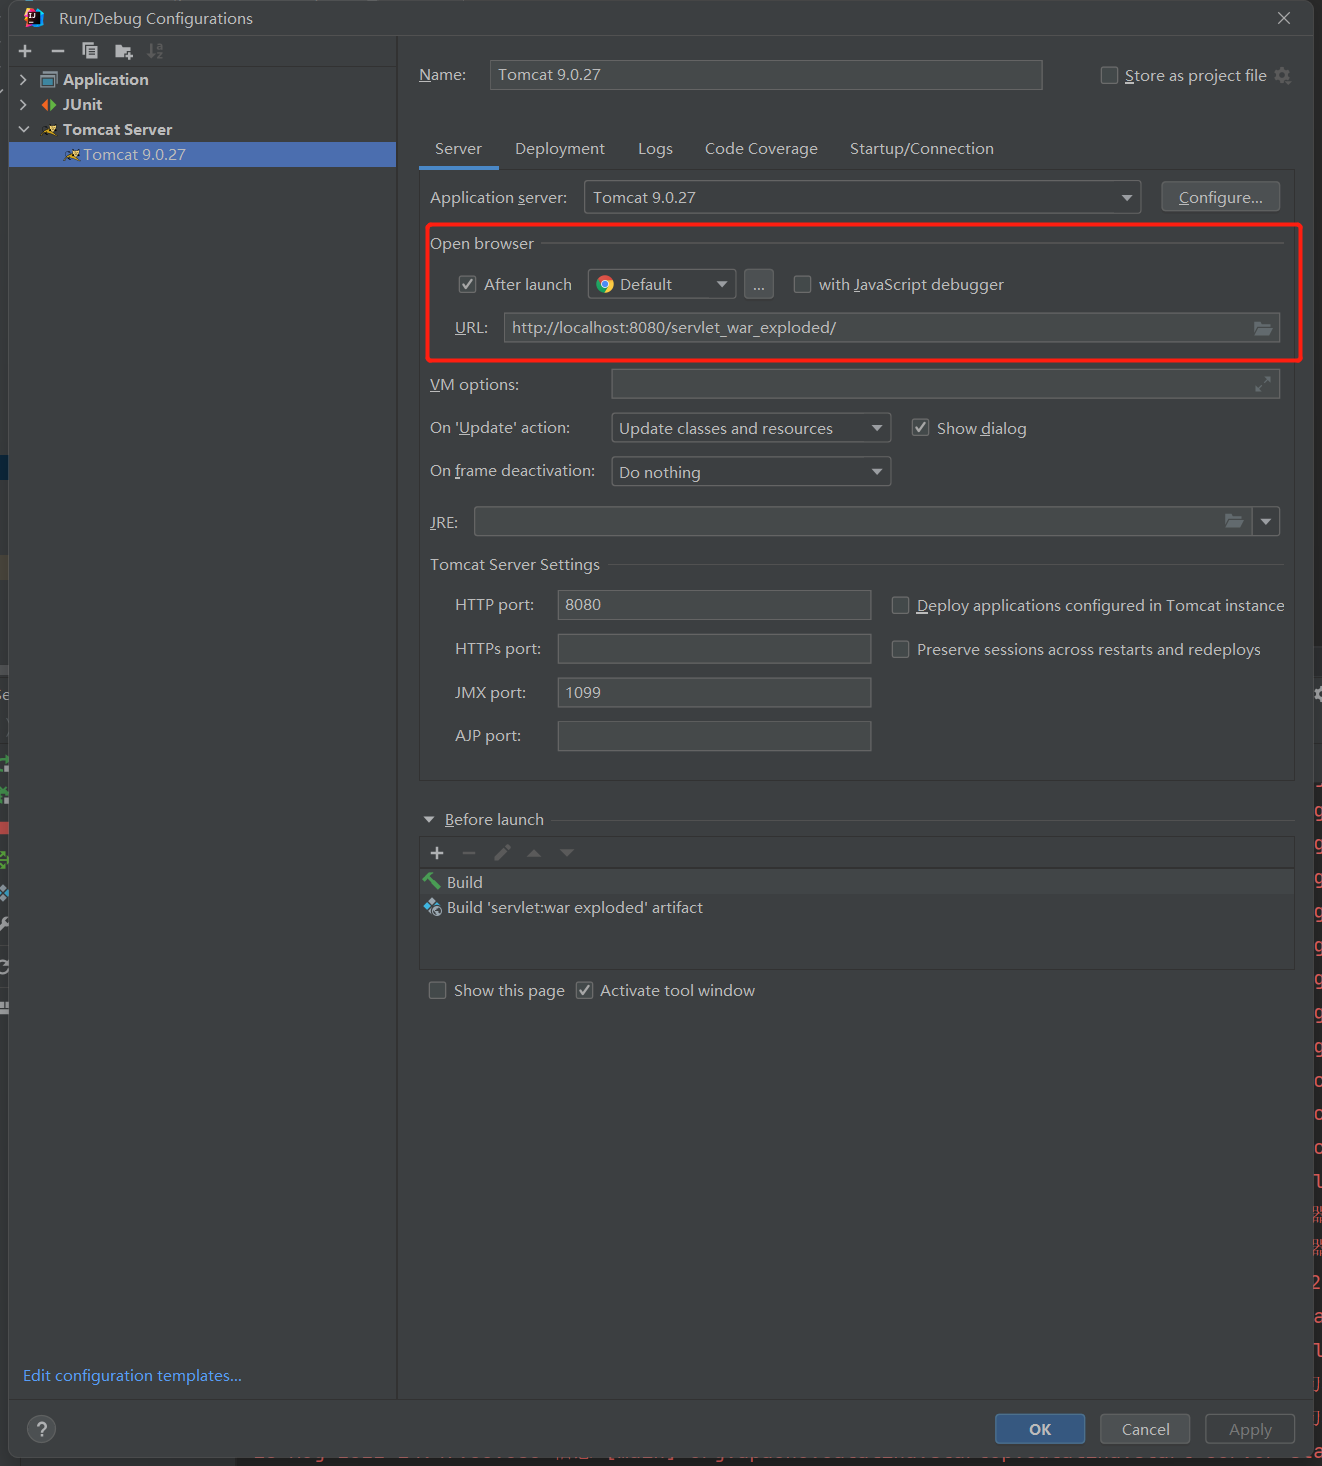 Run/Debug Configurations
Application
JUnit
Tomcat Server
Tomcat 9.0.27
Name: Tomcat 9.0.27 Store as project file
Server Deployment Logs Code Coverage Startup/Connection
Application server: Tomcat 9.0.27 Configure...
Open browser
After launch Default ... with JavaScript debugger
URL: http://localhost:8080/servlet_war_exploded/
VM options:
On 'Update' action: Update classes and resources Show dialog
On frame deactivation: Do nothing
JRE:
Tomcat Server Settings
HTTP port: 8080 Deploy applications configured in Tomcat instance
HTTPs port: Preserve sessions across restarts and redeploys
JMX port: 1099
AJP port:
Before launch
Build
Build 'servlet:war exploded' artifact
Show this page Activate tool window
Edit configuration templates...
? OK Cancel Apply